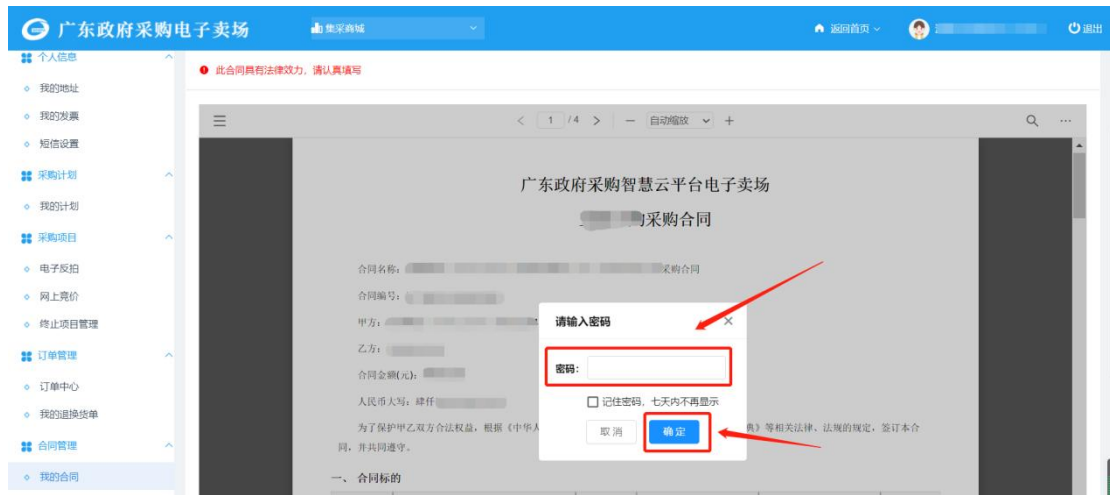 广东政府采购电子卖场
集采商城
返回首页
退出
个人信息
我的地址
我的发票
短信设置
采购计划
我的计划
采购项目
电子反拍
网上竞价
终止项目管理
订单管理
订单中心
我的退换货单
合同管理
我的合同
此合同具有法律效力,请认真填写
1 / 4
自动缩放
广东政府采购智慧云平台电子卖场
采购合同
合同名称: 采购合同
合同编号:
甲方:
乙方:
合同金额(元):
人民币大写: 肆仟
为了保护甲乙双方合法权益,根据《中华人 典》等相关法律、法规的规定,签订本合
同,并共同遵守。
一、 合同标的
请输入密码
密码:
记住密码,七天内不再显示
取消 确定